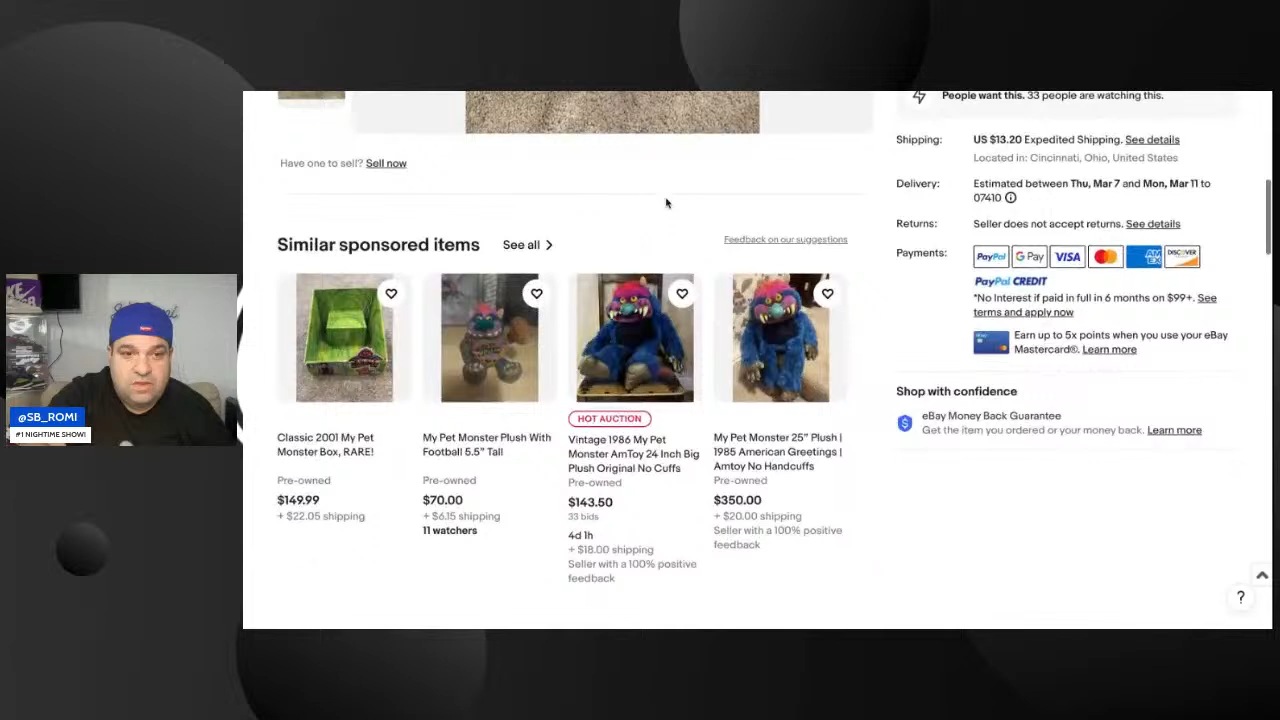 People want this. 33 people are watching this.
Shipping:
US $13.20 Expedited Shipping. See details
Located in: Cincinnati, Ohio, United States
Delivery:
Estimated between Thu, Mar 7 and Mon, Mar 11 to
07410
Returns:
Seller does not accept returns. See details
Payments:
PayPal
G Pay
VISA
DISCOVER
PayPal CREDIT
*No Interest if paid in full in 6 months on $99+. See
terms and apply now
Earn up to 5x points when you use your eBay
Mastercard®. Learn more
Shop with confidence
eBay Money Back Guarantee
Get the item you ordered or your money back. Learn more
Have one to sell? Sell now
Similar sponsored items
See all
Feedback on our suggestions
Classic 2001 My Pet
Monster Box, RARE!
Pre-owned
$149.99
+ $22.05 shipping
My Pet Monster Plush With
Football 5.5” Tall
Pre-owned
$70.00
+ $6.15 shipping
11 watchers
HOT AUCTION
Vintage 1986 My Pet
Monster AmToy 24 Inch Big
Plush Original No Cuffs
Pre-owned
$143.50
33 bids
4d 1h
+ $18.00 shipping
Seller with a 100% positive
feedback
My Pet Monster 25” Plush |
1985 American Greetings |
Amtoy No Handcuffs
Pre-owned
$350.00
+ $20.00 shipping
Seller with a 100% positive
feedback
?
@SB_ROMI
#1 NIGHTIME SHOW!